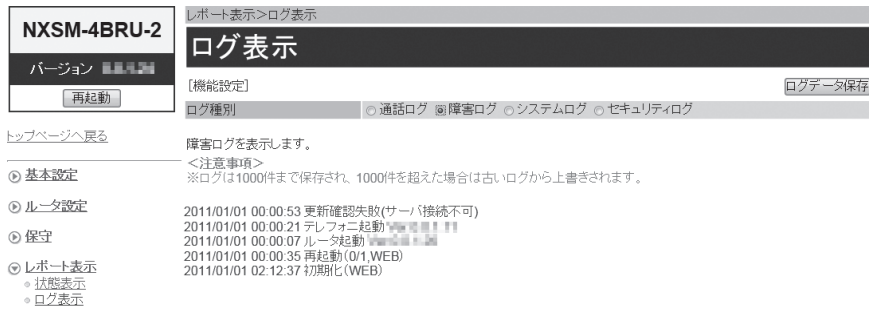 NXSM-4BRU-2
バージョン
再起動
トップページへ戻る
基本設定
ルータ設定
保守
レポート表示
状態表示
ログ表示
レポート表示>ログ表示
ログ表示
[機能設定]
ログデータ保存
ログ種別 通話ログ 障害ログ システムログ セキュリティログ
障害ログを表示します。
<注意事項>
※ログは1000件まで保存され、1000件を超えた場合は古いログから上書きされます。
2011/01/01 00:00:53 更新確認失敗(サーバ接続不可)
2011/01/01 00:00:21 テレフォニ起動
2011/01/01 00:00:07 ルータ起動
2011/01/01 00:00:35 再起動(0/1,WEB)
2011/01/01 02:12:37 初期化(WEB)